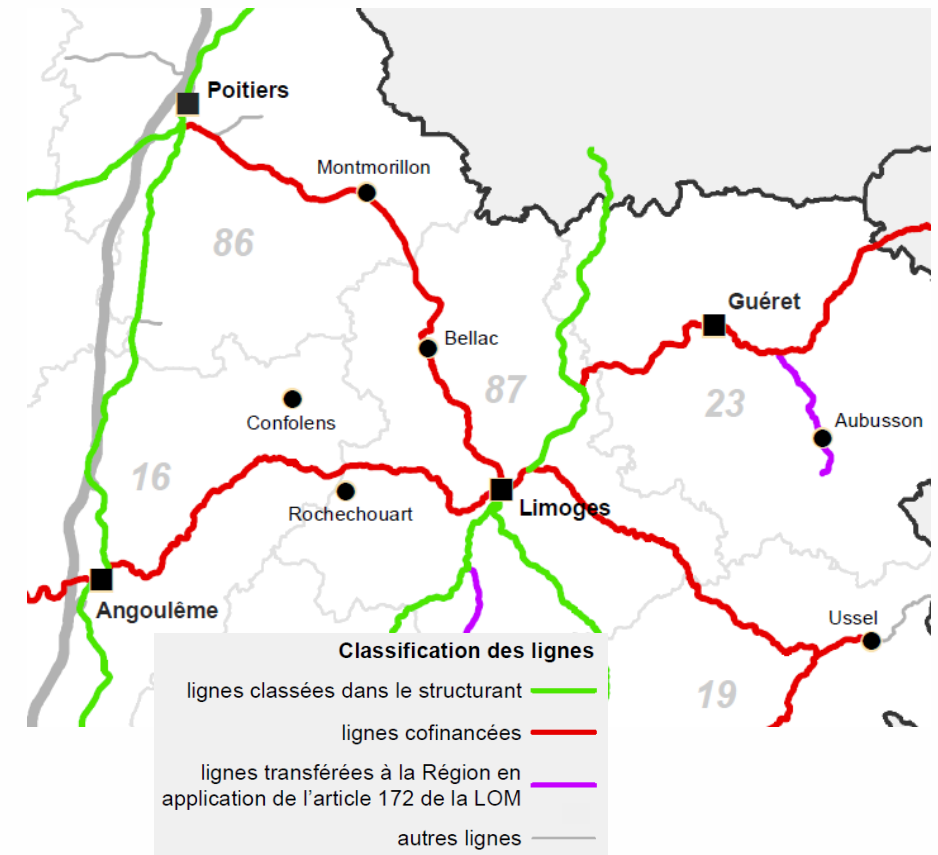 Poitiers
Montmorillon
86
Guéret
Bellac
87
23
Confolens
Aubusson
16
Rochechouart
Limoges
Angoulême
Ussel
19
Classification des lignes
lignes classées dans le structurant
lignes cofinancées
lignes transférées à la Région en
application de l'article 172 de la LOM
autres lignes